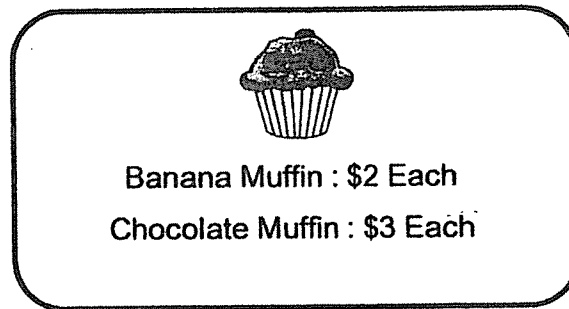 Banana Muffin : $2 Each
Chocolate Muffin : $3 Each